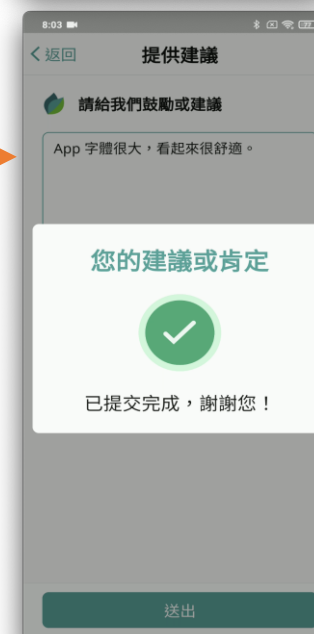 8:03
返回
提供建議
請給我們鼓勵或建議
App 字體很大，看起來很舒適。
您的建議或肯定
已提交完成，謝謝您！
送出